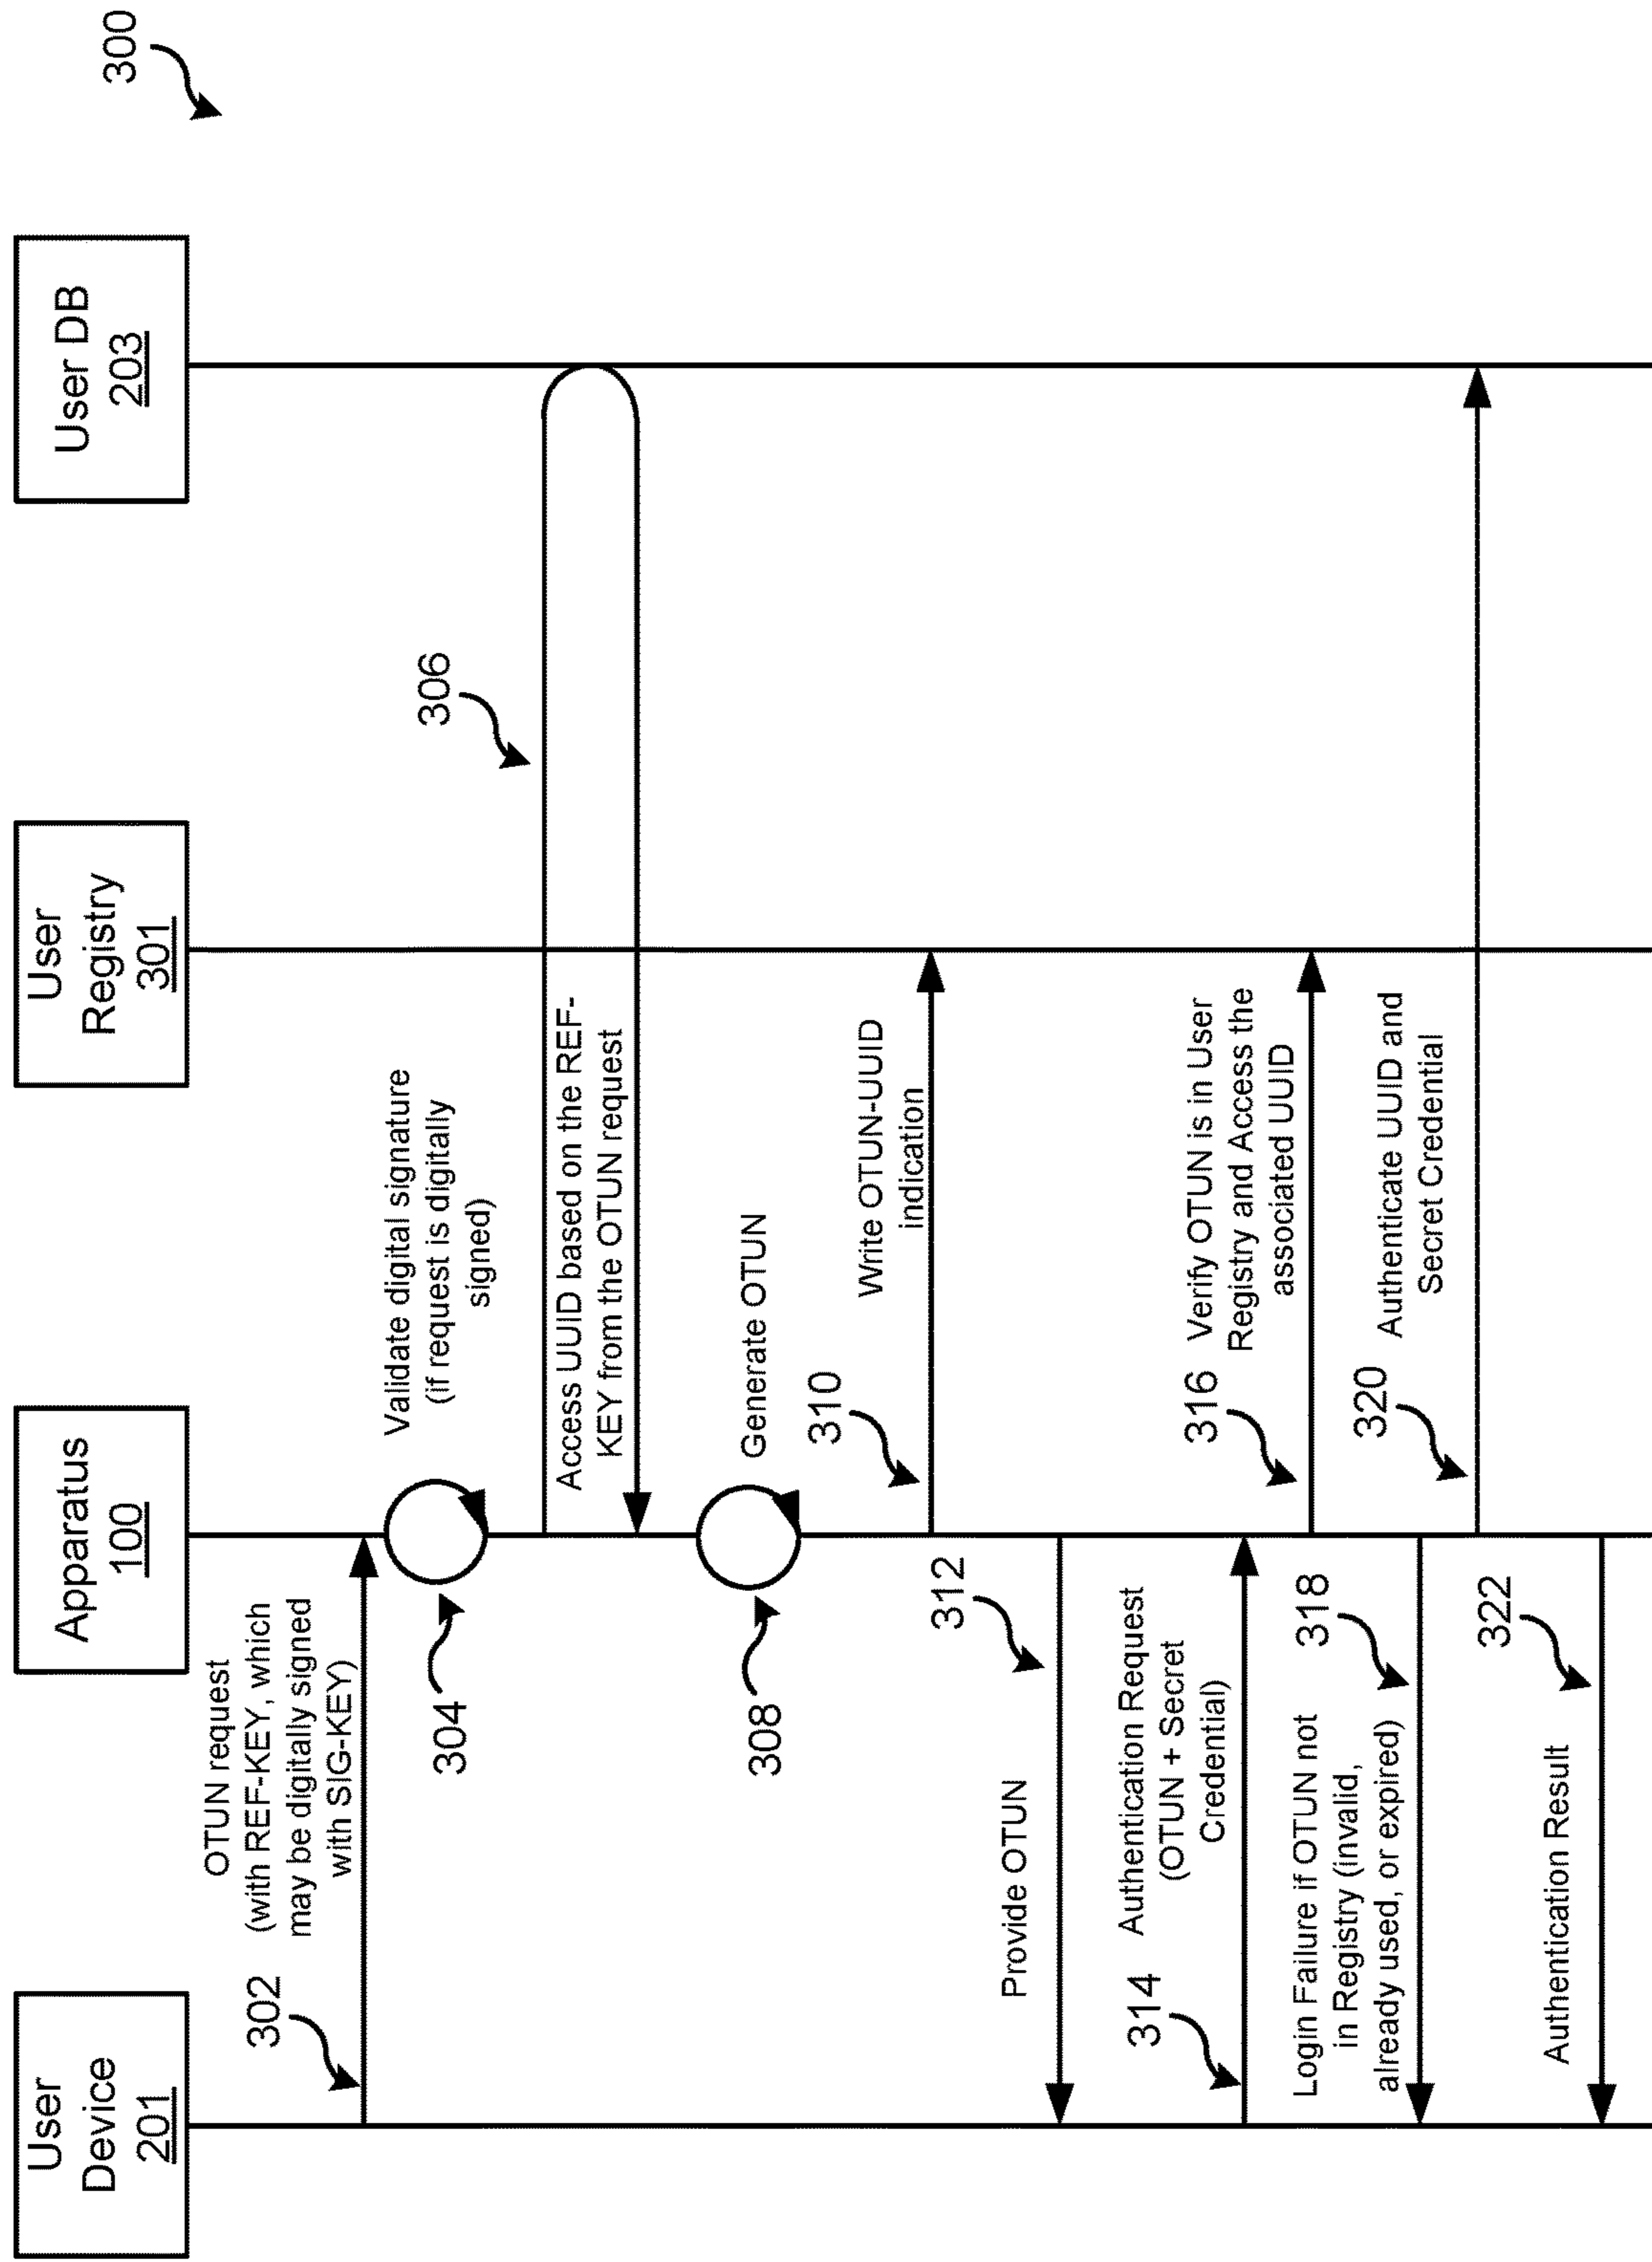 300
User
Device
201
Apparatus
100
User
Registry
301
User DB
203
302
OTUN request
(with REF-KEY, which
may be digitally signed
with SIG-KEY)
304
Validate digital signature
(if request is digitally
signed)
306
Access UUID based on the REF-
KEY from the OTUN request
308
Generate OTUN
310
Write OTUN-UUID
indication
312
Provide OTUN
314
Authentication Request
(OTUN + Secret
Credential)
316
Verify OTUN is in User
Registry and Access the
associated UUID
318
Login Failure if OTUN not
in Registry (invalid,
already used, or expired)
320
Authenticate UUID and
Secret Credential
322
Authentication Result